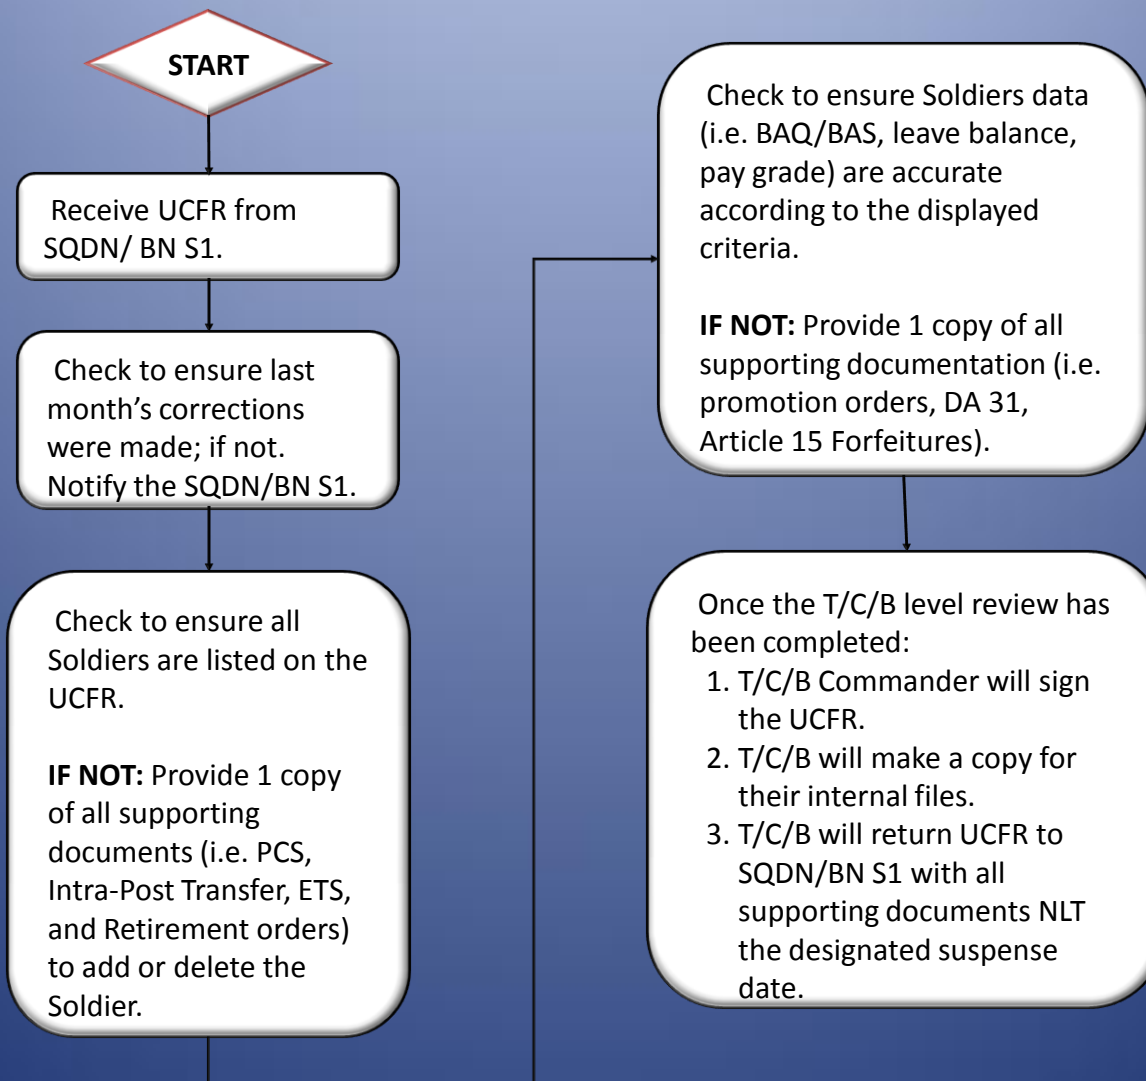 START
Receive UCFR from
SQDN/ BN S1.
Check to ensure last
month’s corrections
were made; if not.
Notify the SQDN/BN S1.
Check to ensure all
Soldiers are listed on the
UCFR.
IF NOT: Provide 1 copy
of all supporting
documents (i.e. PCS,
Intra-Post Transfer, ETS,
and Retirement orders)
to add or delete the
Soldier.
Check to ensure Soldiers data
(i.e. BAQ/BAS, leave balance,
pay grade) are accurate
according to the displayed
criteria.
IF NOT: Provide 1 copy of all
supporting documentation (i.e.
promotion orders, DA 31,
Article 15 Forfeitures).
Once the T/C/B level review has
been completed:
1. T/C/B Commander will sign
the UCFR.
2. T/C/B will make a copy for
their internal files.
3. T/C/B will return UCFR to
SQDN/BN S1 with all
supporting documents NLT
the designated suspense
date.